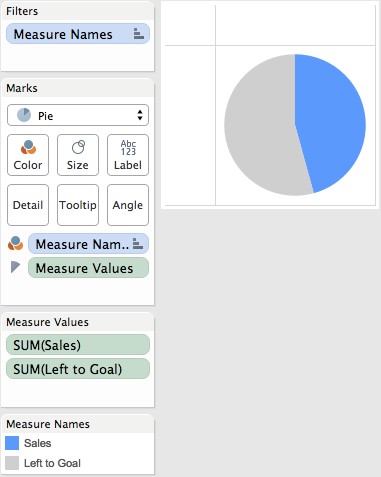 Filters
Measure Names
Marks
Pie
Color
Size
Abc
123
Label
Detail
Tooltip
Angle
Measure Nam..
Measure Values
Measure Values
SUM(Sales)
SUM(Left to Goal)
Measure Names
Sales
Left to Goal